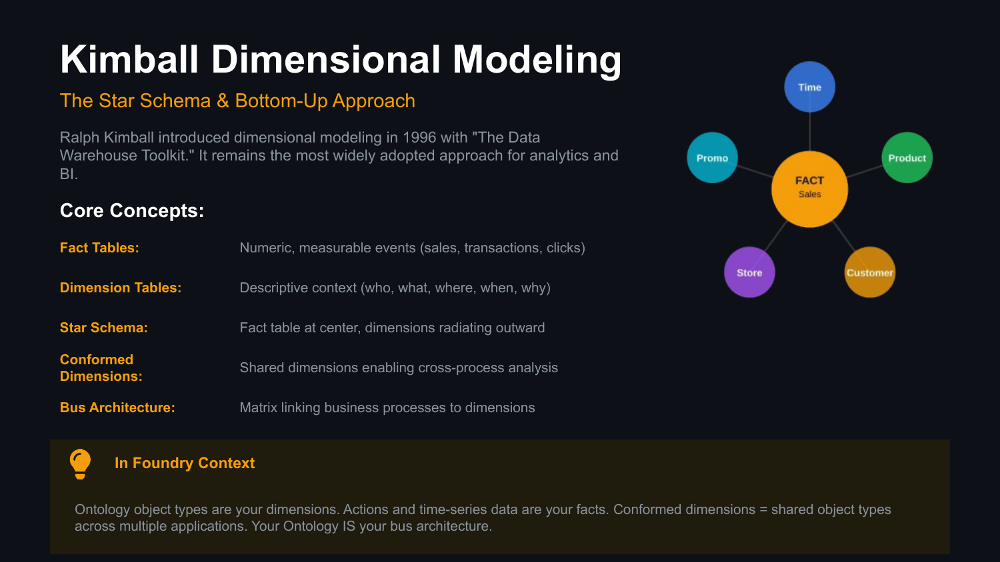 Kimball Dimensional Modeling
The Star Schema & Bottom-Up Approach
Ralph Kimball introduced dimensional modeling in 1996 with "The Data
Warehouse Toolkit." It remains the most widely adopted approach for analytics and
BI.
Core Concepts:
Fact Tables:
Numeric, measurable events (sales, transactions, clicks)
Dimension Tables:
Descriptive context (who, what, where, when, why)
Star Schema:
Fact table at center, dimensions radiating outward
Conformed
Dimensions:
Shared dimensions enabling cross-process analysis
Bus Architecture:
Matrix linking business processes to dimensions
Time
Promo
Product
FACT
Sales
Store
Customer
In Foundry Context
Ontology object types are your dimensions. Actions and time-series data are your facts. Conformed dimensions = shared object types
across multiple applications. Your Ontology IS your bus architecture.